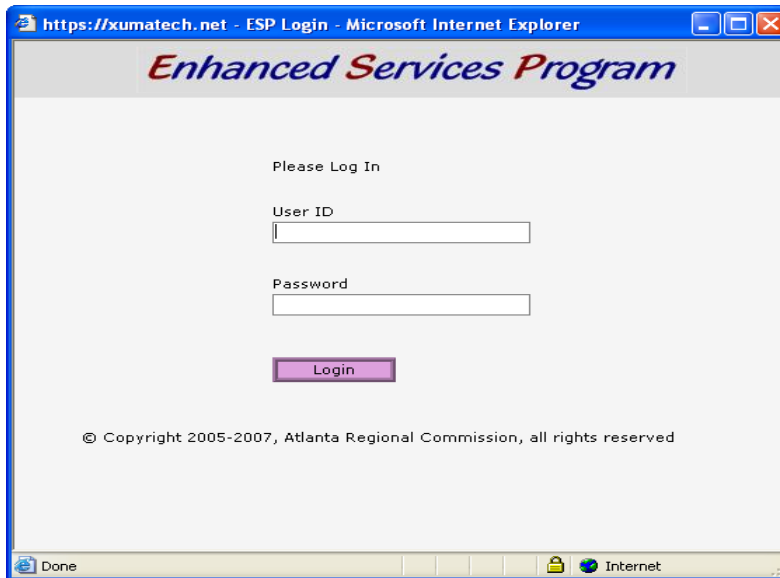 https://xumatech.net - ESP Login - Microsoft Internet Explorer
Enhanced Services Program
Please Log In
User ID
Password
Login
© Copyright 2005-2007, Atlanta Regional Commission, all rights reserved
Done
Internet